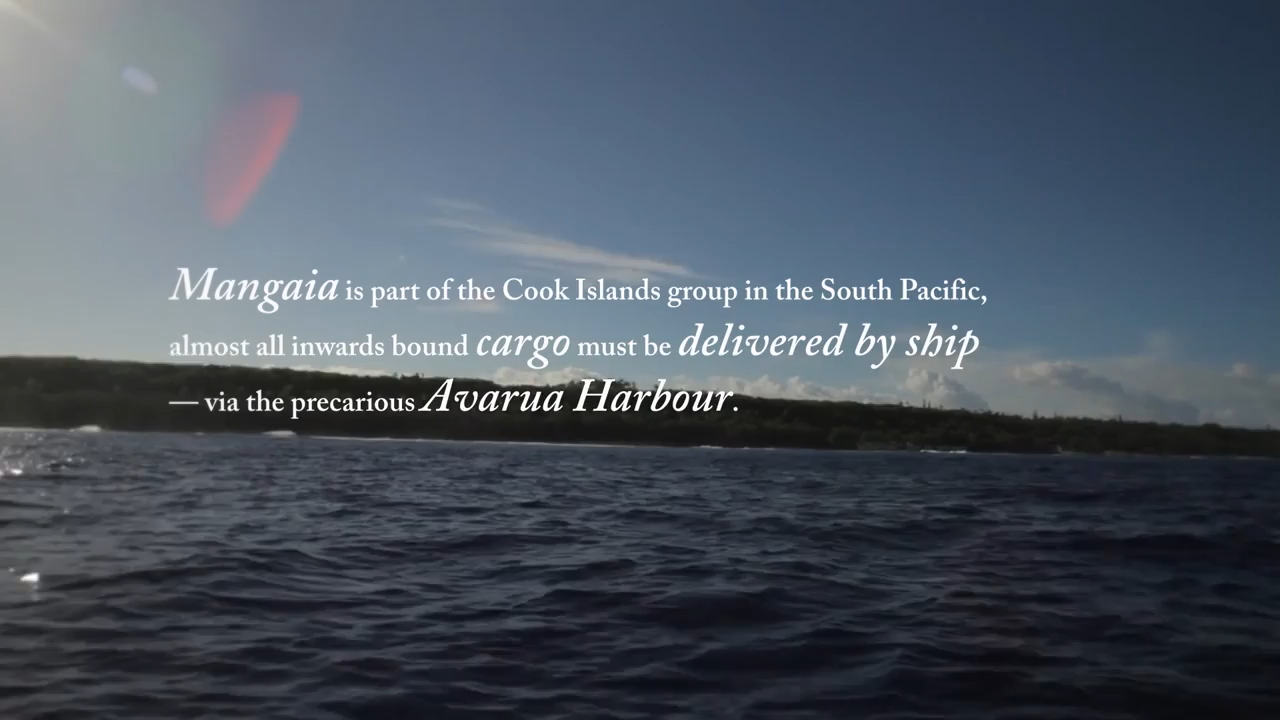 Mangaia is part of the Cook Islands group in the South Pacific,
almost all inwards bound cargo must be delivered by ship
— via the precarious Avarua Harbour.